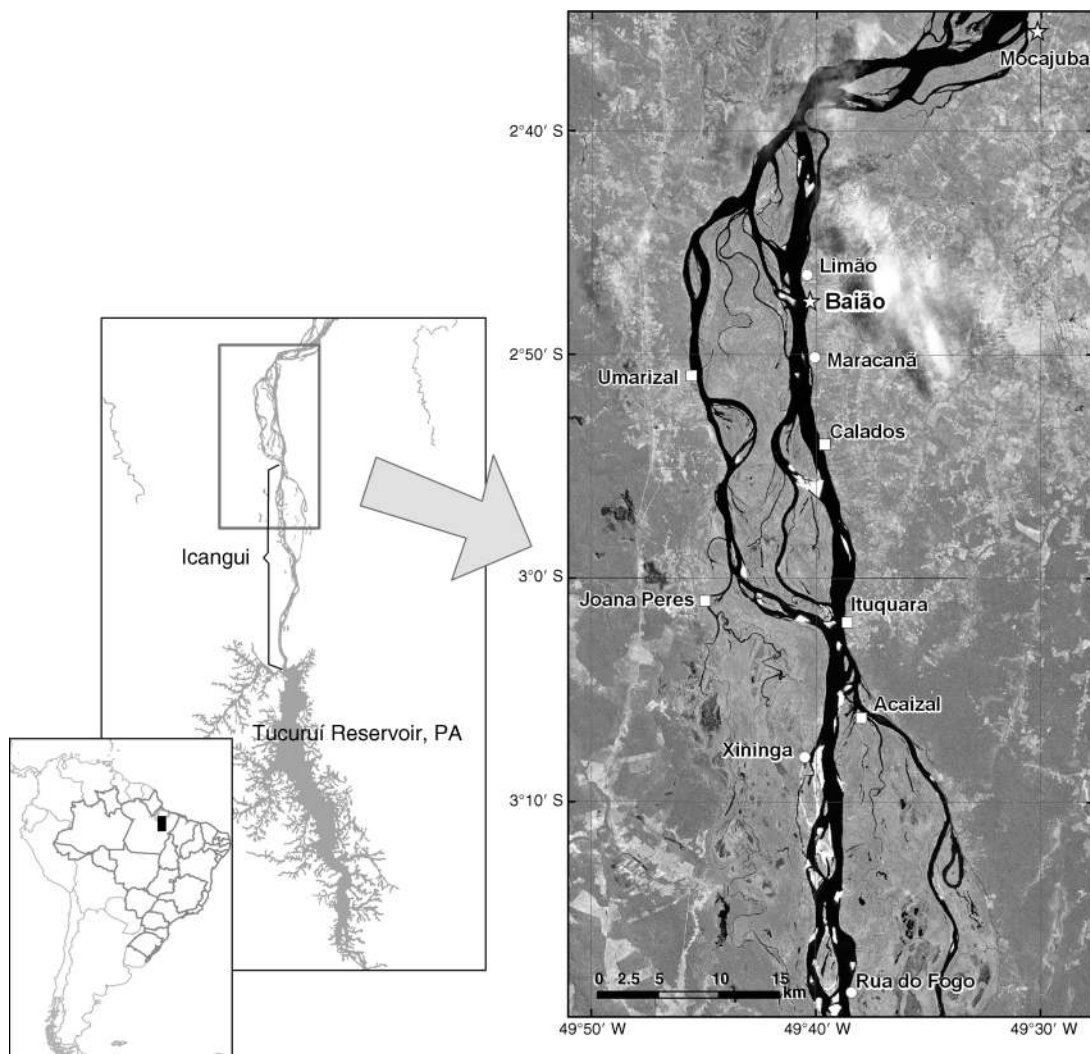 Mocajuba
2°40′ S
Limão
Baião
2°50′ S
Maracanã
Umarizal
Calados
Icangui
3°0′ S
Joana Peres
Ituquara
Acaizal
Tucuruí Reservoir, PA
Xininga
3°10′ S
Rua do Fogo
0 2.5 5 10 15
km
49°50′ W 49°40′ W 49°30′ W